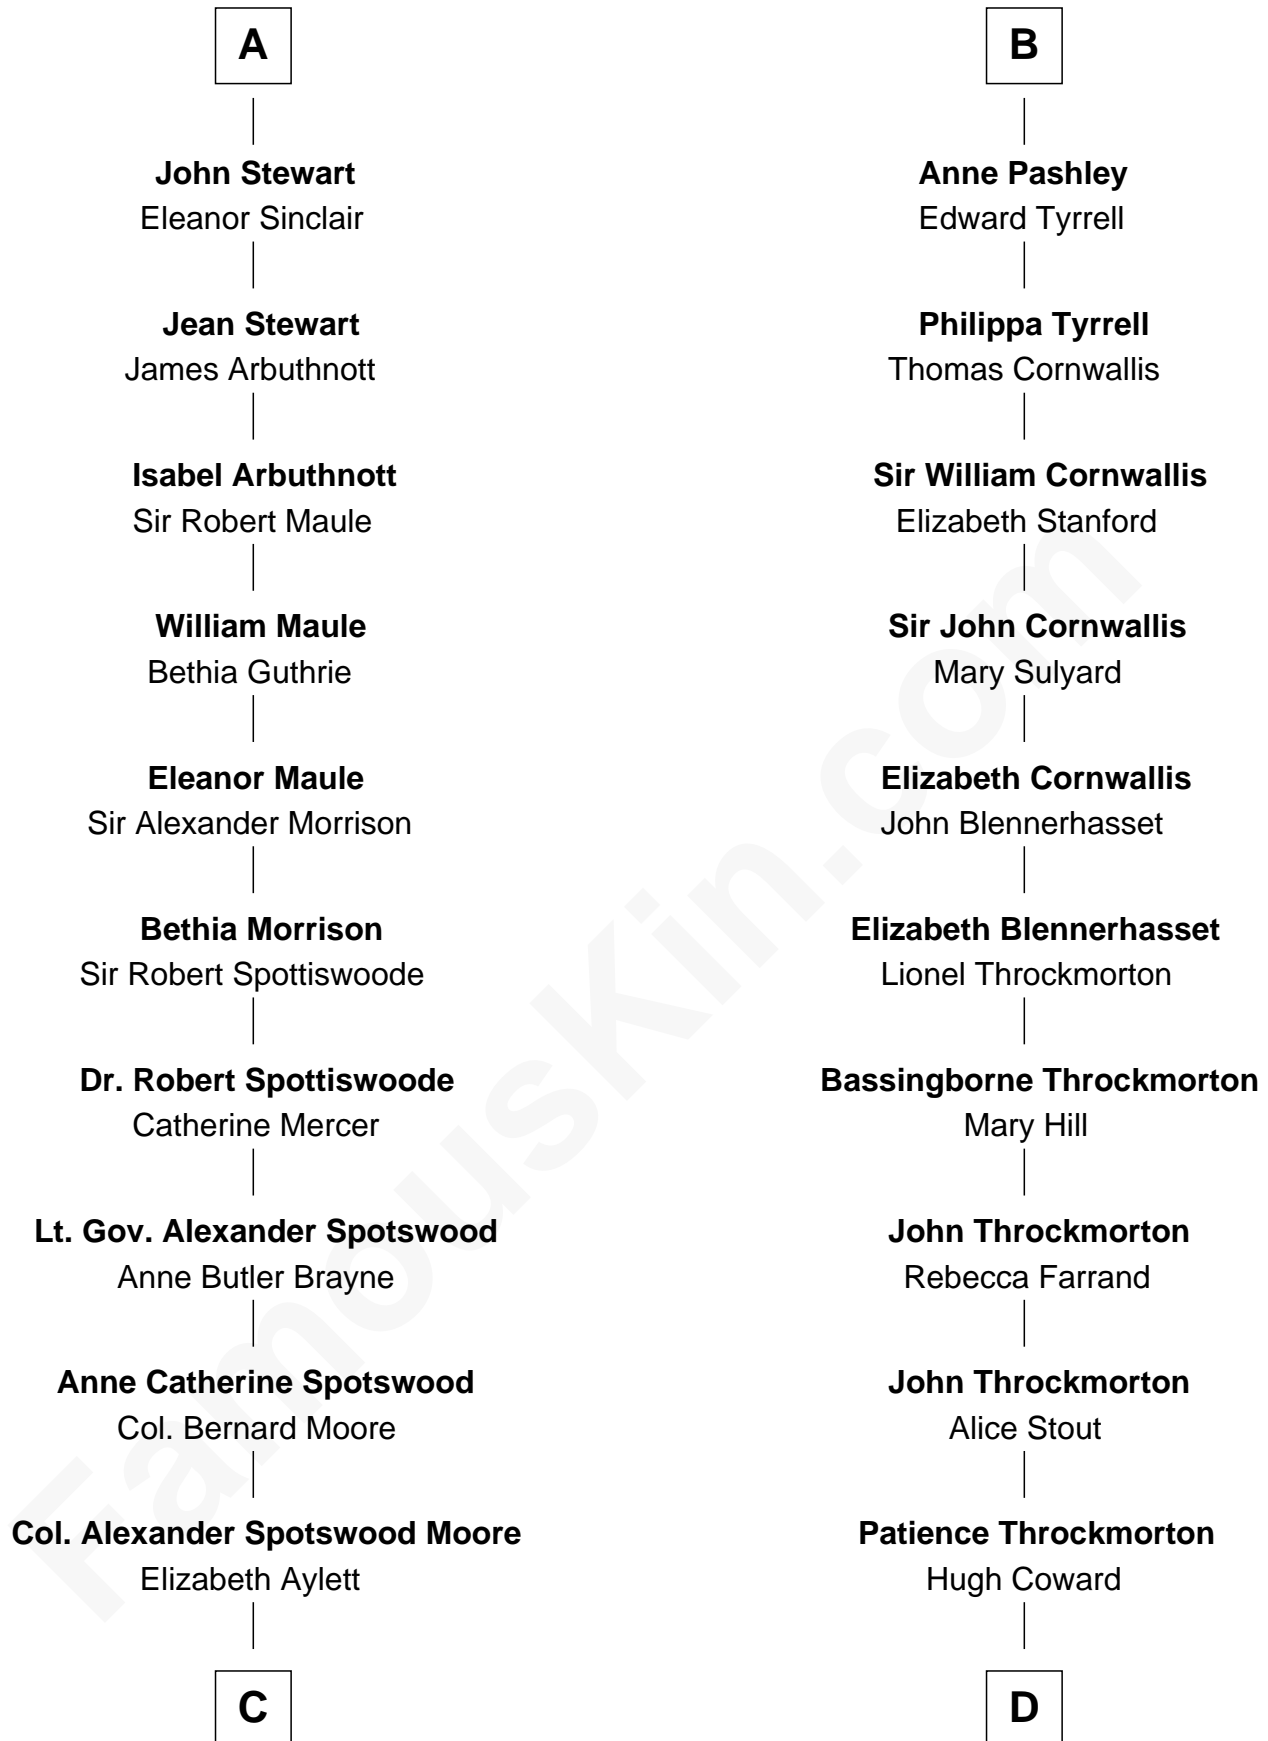 A
John Stewart
Eleanor Sinclair
Jean Stewart
James Arbuthnott
Isabel Arbuthnott
Sir Robert Maule
William Maule
Bethia Guthrie
Eleanor Maule
Sir Alexander Morrison
Bethia Morrison
Sir Robert Spottiswoode
Dr. Robert Spottiswoode
Catherine Mercer
Lt. Gov. Alexander Spotswood
Anne Butler Brayne
Anne Catherine Spotswood
Col. Bernard Moore
Col. Alexander Spotswood Moore
Elizabeth Aylett
C
B
Anne Pashley
Edward Tyrrell
Philippa Tyrrell
Thomas Cornwallis
Sir William Cornwallis
Elizabeth Stanford
Sir John Cornwallis
Mary Sulyard
Elizabeth Cornwallis
John Blennerhasset
Elizabeth Blennerhasset
Lionel Throckmorton
Bassingborne Throckmorton
Mary Hill
John Throckmorton
Rebecca Farrand
John Throckmorton
Alice Stout
Patience Throckmorton
Hugh Coward
D
FamousKin.com